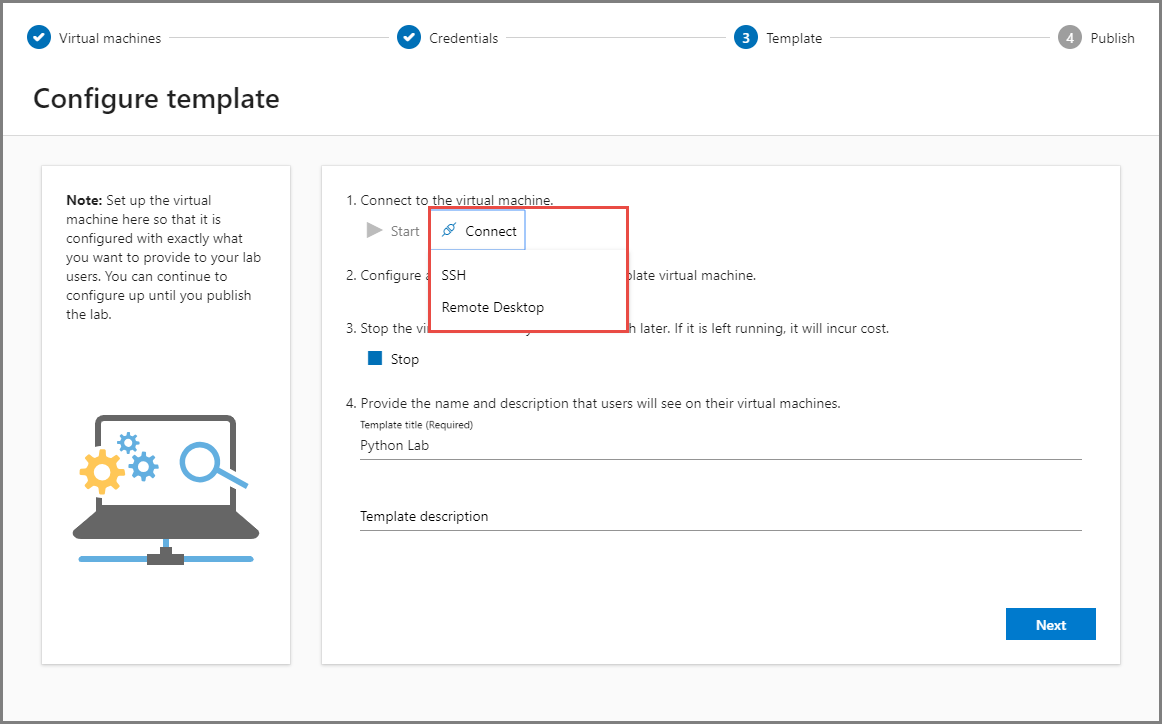 Virtual machines
Credentials
3 Template
4 Publish
Configure template
Note: Set up the virtual
machine here so that it is
configured with exactly what
you want to provide to your lab
users. You can continue to
configure up until you publish
the lab.
1. Connect to the virtual machine.
Start
Connect
SSH
Remote Desktop
2. Configure virtual machine.
3. Stop the later. If it is left running, it will incur cost.
Stop
4. Provide the name and description that users will see on their virtual machines.
Template title (Required)
Python Lab
Template description
Next